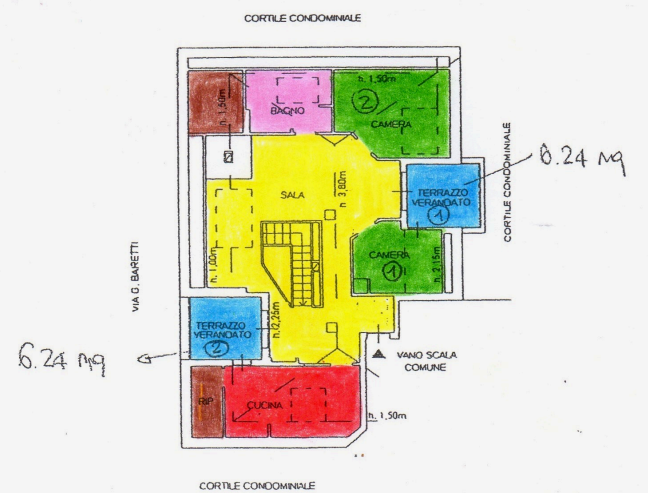 CORTILE CONDOMINIALE
h. 1,50m
h. 1,50m
BAGNO
2
CAMERA
CORTILE CONDOMINIALE
6.24 mq
SALA
h 3,80m
TERRAZZO
VERANDATO
1
h. 1,00m
CAMERA
1
h. 2,15m
VIA G. BARETTI
TERRAZZO
VERANDATO
2
h. 2,25m
6.24 mq
VANO SCALA
COMUNE
RIP
CUCINA
h. 1,50m
CORTILE CONDOMINIALE